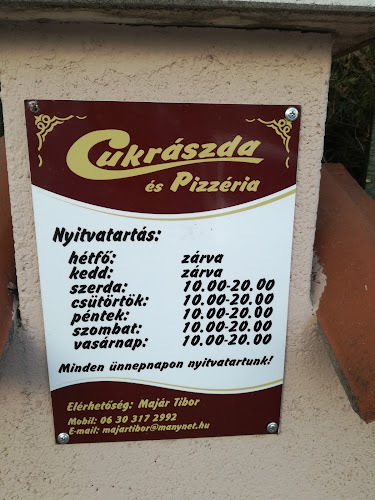 Cukrászda
és Pizzéria
Nyitvatartás:
hétfő: zárva
kedd: zárva
szerda: 10.00-20.00
csütörtök: 10.00-20.00
péntek: 10.00-20.00
szombat: 10.00-20.00
vasárnap: 10.00-20.00
Minden ünnepnapon nyitvatartunk!
Elérhetőség: Majár Tibor
Mobil: 06 30 317 2992
E-mail: majartibor@manynet.hu